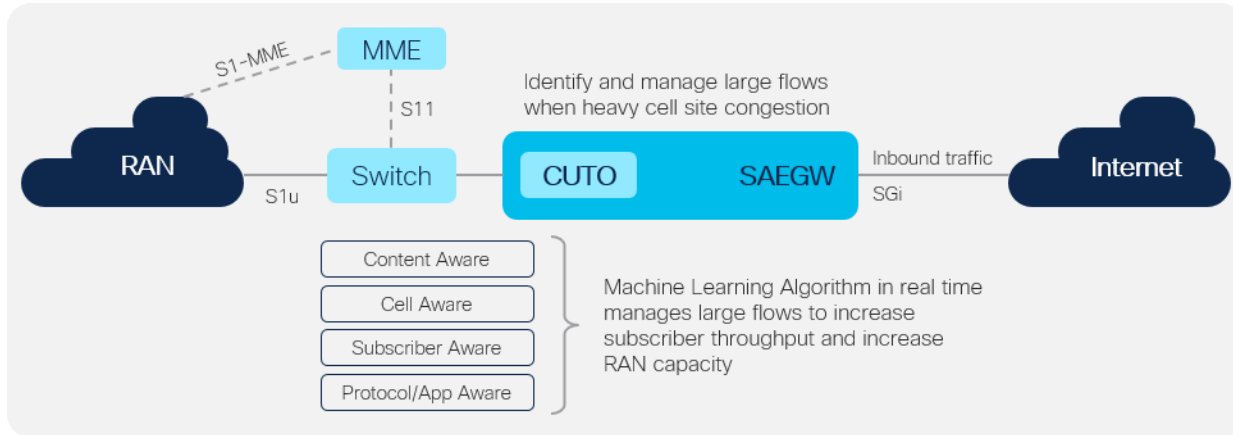 S1-MME
MME
S11
Identify and manage large flows
when heavy cell site congestion
RAN
S1u
Switch
CUTO
SAEGW
Inbound traffic
SGi
Internet
Content Aware
Cell Aware
Subscriber Aware
Protocol/App Aware
Machine Learning Algorithm in real time
manages large flows to increase
subscriber throughput and increase
RAN capacity